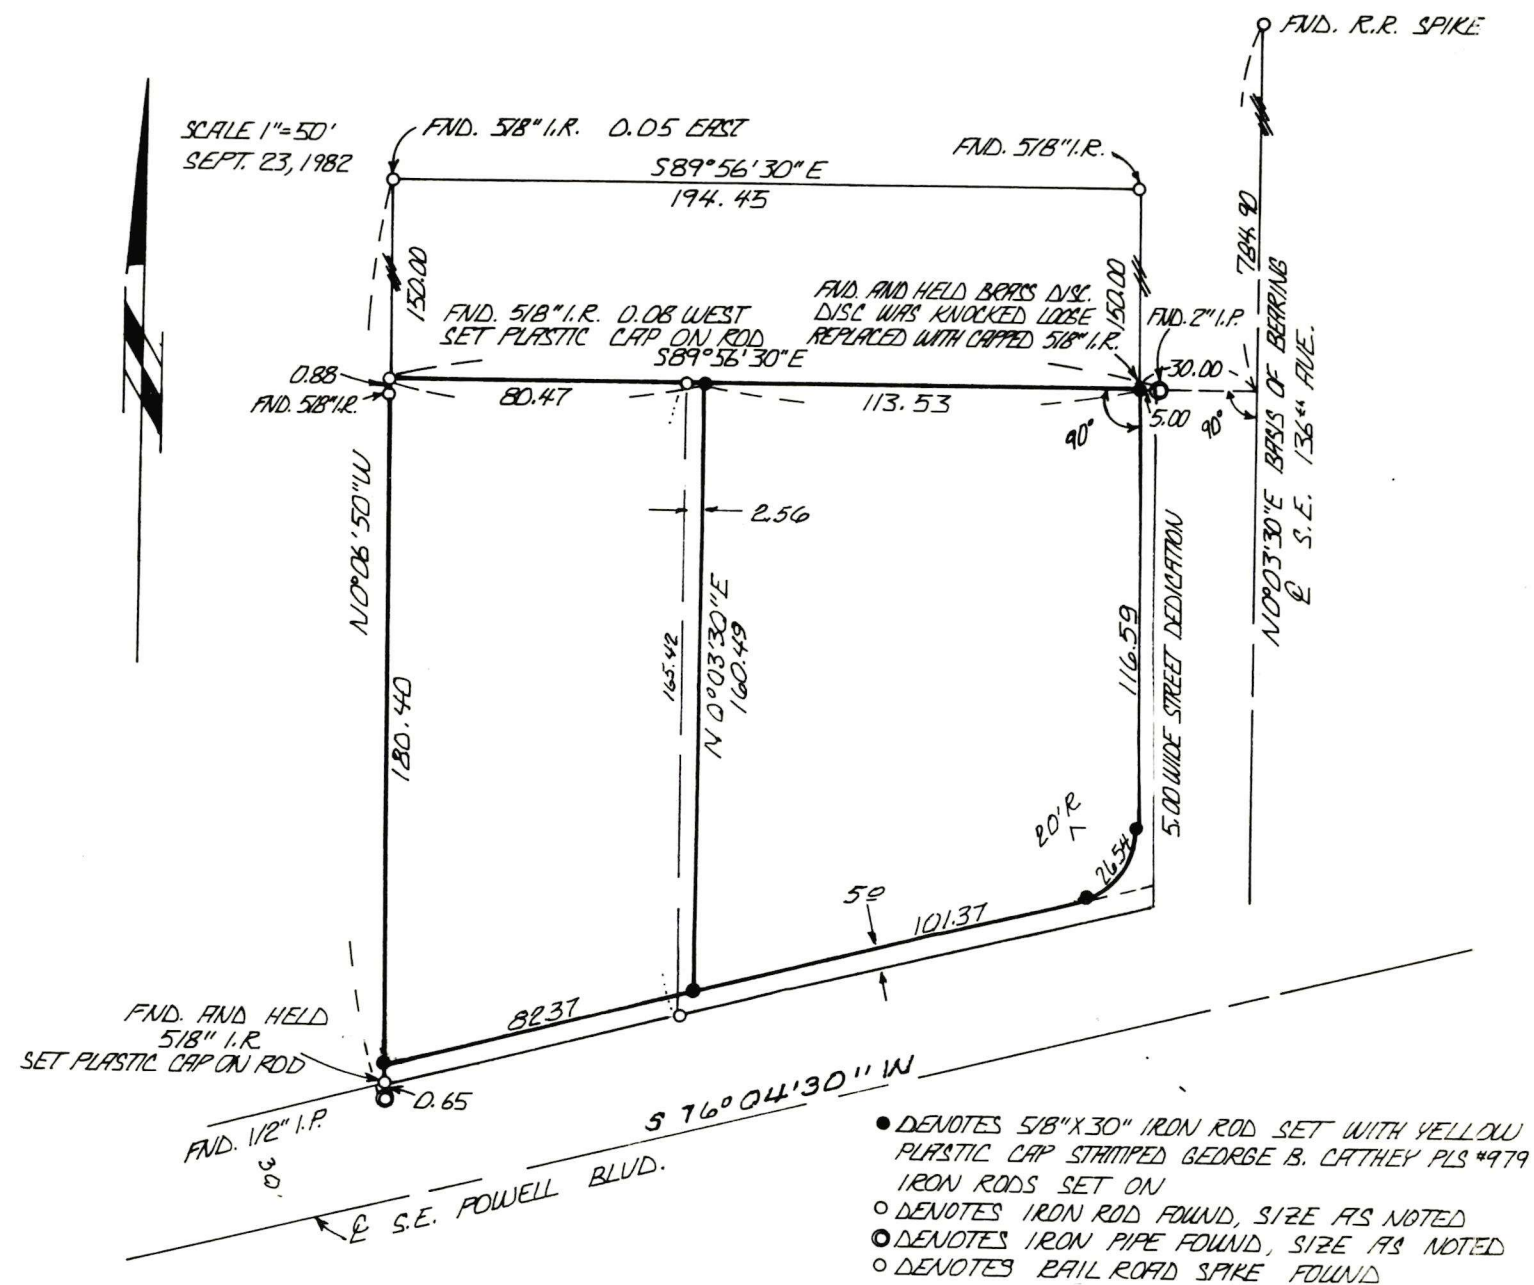 FND. R.R. SPIKE
SCALE 1"=50'
SEPT. 23, 1982
FND. 5/8" I.R. 0.05 EAST
FND. 5/8" I.R.
S89°56'30"E
194.45
150.00
150.00
784.90
FND. 5/8" I.R. 0.08 WEST
SET PLASTIC CAP ON ROD
FND. AND HELD BRASS DISC.
DISC WAS KNOCKED LOOSE
REPLACED WITH CAPPED 5/8" I.R.
FND. 2" I.P.
S89°56'30"E
30.00
0.88
FND. 5/8" I.R.
80.47
113.53
5.00
90°
90°
N0°06'50"W
180.40
2.56
165.42
N 0°03'30"E
160.49
116.59
5.00 WIDE STREET DEDICATION
N0°03'30"E BASIS OF BEARING
℄ S.E. 136TH AVE.
20'R
26.54
5º
101.37
82.37
FND. AND HELD
5/8" I.R.
SET PLASTIC CAP ON ROD
0.65
FND. 1/2" I.P.
30
S 76°04'30" W
℄ S.E. POWELL BLVD.
● DENOTES 5/8"X30" IRON ROD SET WITH YELLOW
PLASTIC CAP STAMPED GEORGE B. CATHEY PLS #979
IRON RODS SET ON
○ DENOTES IRON ROD FOUND, SIZE AS NOTED
◎ DENOTES IRON PIPE FOUND, SIZE AS NOTED
○ DENOTES RAIL ROAD SPIKE FOUND